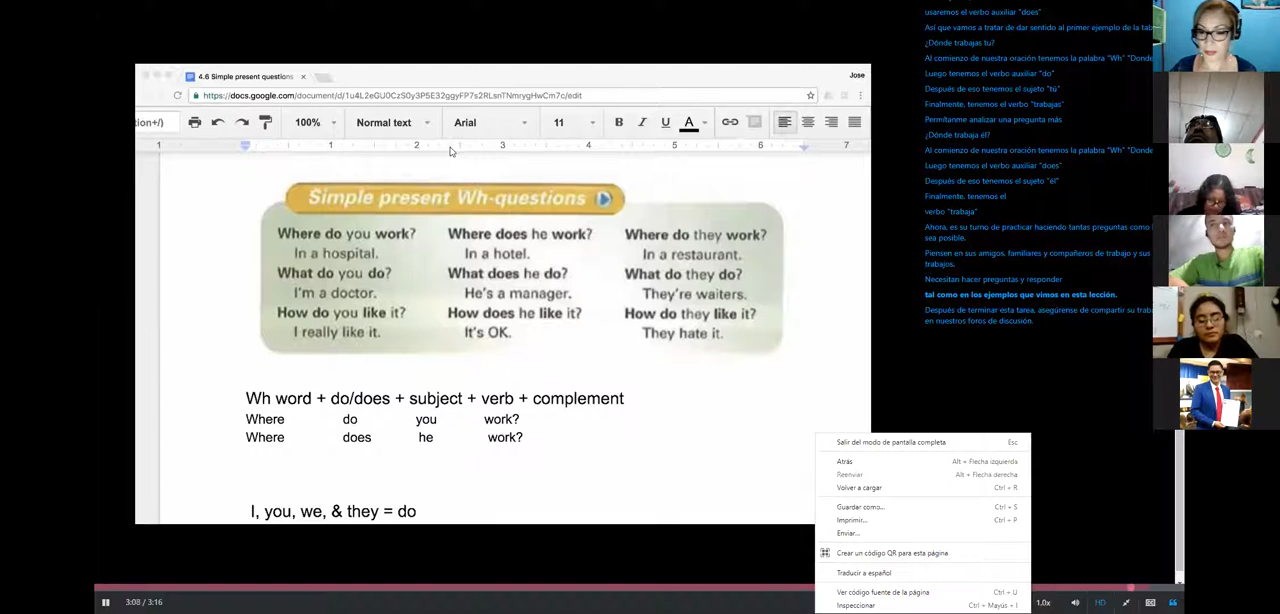 usaremos el verbo auxiliar "does"
Así que vamos a tratar de dar sentido al primer ejemplo de la
¿Dónde trabajas tu?
Al comienzo de nuestra oración tenemos la palabra "Wh" "Donde
Luego tenemos el verbo auxiliar "do"
Después de eso tenemos el sujeto "tú"
Finalmente, tenemos el verbo "trabajas"
Permítanme analizar una pregunta más
¿Dónde trabaja él?
Al comienzo de nuestra oración tenemos la palabra "Wh" "Donde
Luego tenemos el verbo auxiliar "does"
Después de eso tenemos el sujeto "él"
Finalmente, tenemos el
verbo "trabaja"
Ahora, es su turno de practicar haciendo tantas preguntas como
sea posible.
Piensen en sus amigos, familiares y compañeros de trabajo y sus
trabajos.
Necesitan hacer preguntas y responder
tal como en los ejemplos que vimos en esta lección.
Después de terminar esta tarea, asegúrense de compartir su
en nuestros foros de discusión.
4.6 Simple present questions
Jose
https://docs.google.com/document/d/1u4L2eGU0CzS0y3P5E32ggyFP7s2RLsnTNmrygHwCm7c/edit
tion+/) 100% Normal text Arial 11 B I U A
1 1 2 3 4 5 6 7
Simple present Wh-questions
Where do you work? Where does he work? Where do they work?
In a hospital. In a hotel. In a restaurant.
What do you do? What does he do? What do they do?
I'm a doctor. He's a manager. They're waiters.
How do you like it? How does he like it? How do they like it?
I really like it. It's OK. They hate it.
Wh word + do/does + subject + verb + complement
Where do you work?
Where does he work?
I, you, we, & they = do
Salir del modo de pantalla completa Esc
Atrás Alt + Flecha izquierda
Reenviar Alt + Flecha derecha
Volver a cargar Ctrl + R
Guardar como... Ctrl + S
Imprimir... Ctrl + P
Enviar...
Crear un código QR para esta página
Traducir a español
Ver código fuente de la página Ctrl + U
Inspeccionar Ctrl + Mayús + I
3:08 / 3:16 1.0x HD